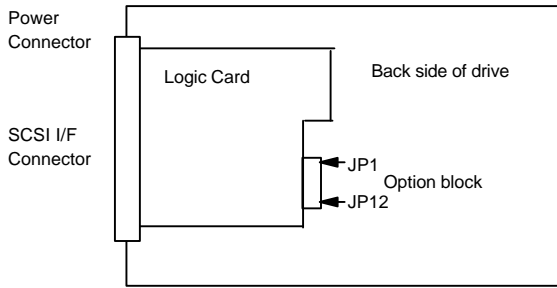 Power
Connector
Logic Card
Back side of drive
SCSI I/F
Connector
JP1
Option block
JP12